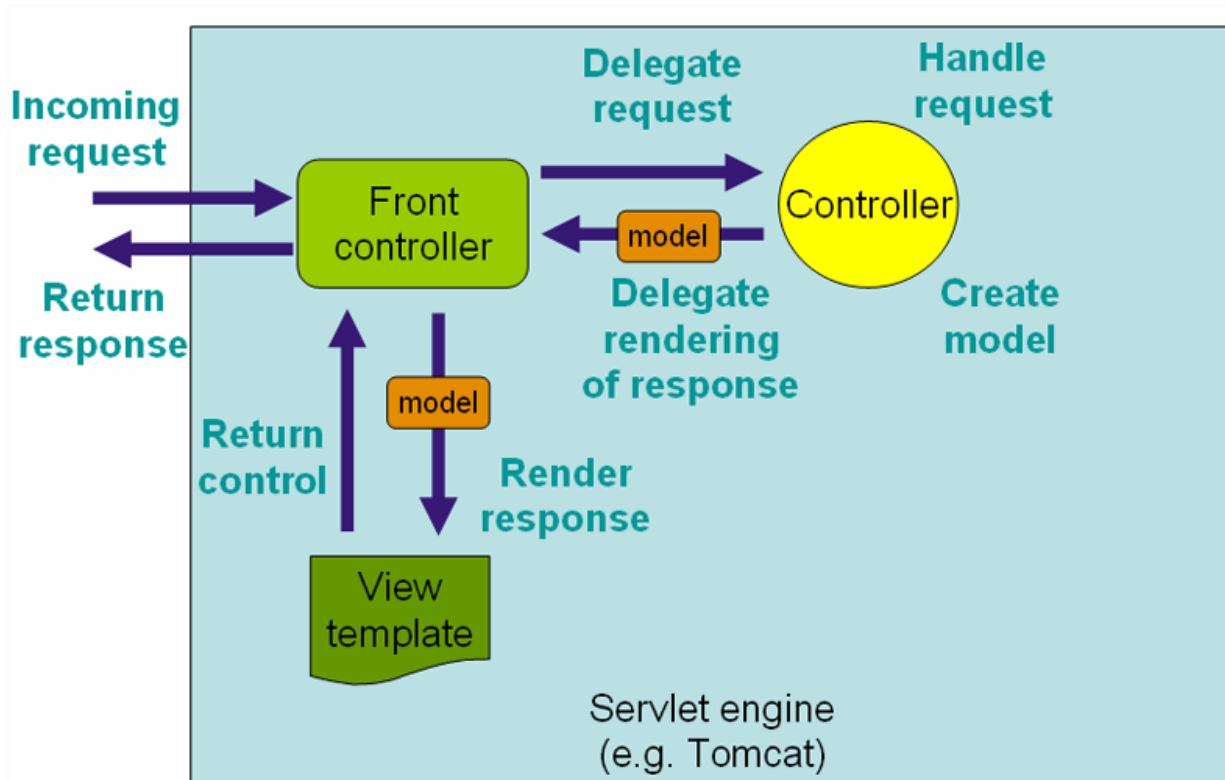 Incoming
request
Return
response
Front
controller
Delegate
request
Handle
request
Controller
model
Delegate
rendering
of response
Create
model
model
Return
control
Render
response
View
template
Servlet engine
(e.g. Tomcat)